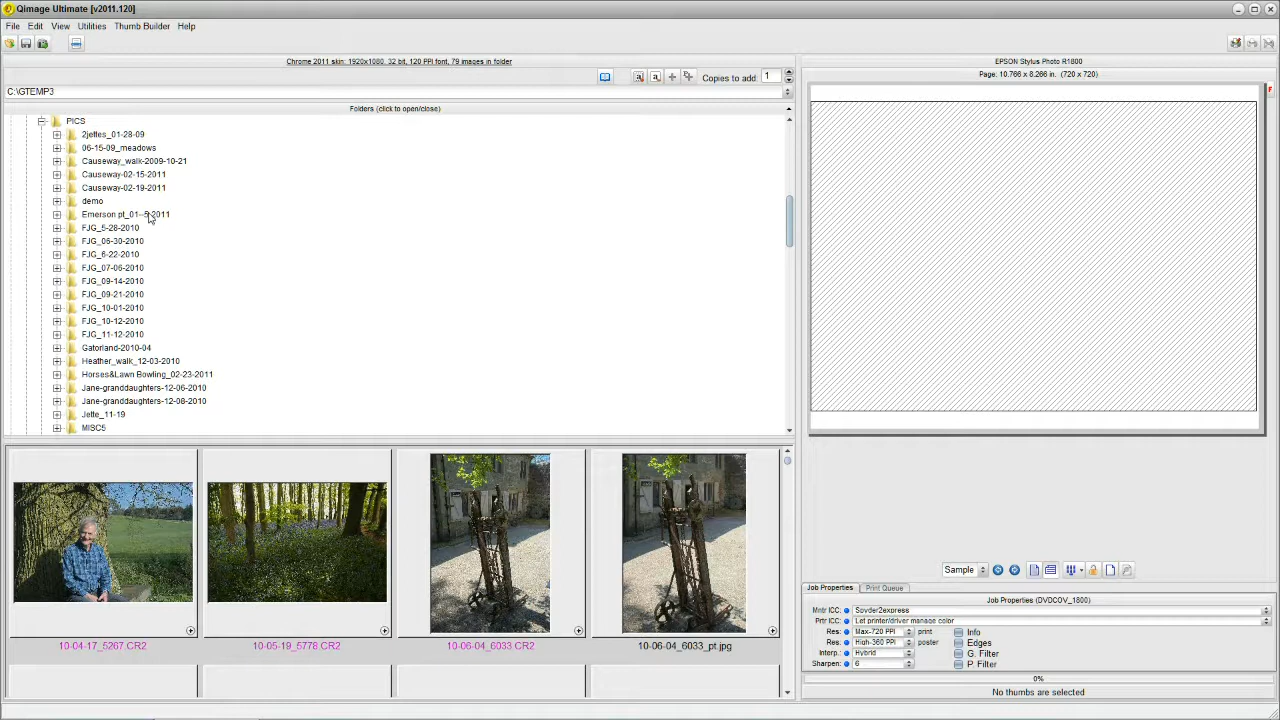 Qimage Ultimate [v2011.120]
File Edit View Utilities Thumb Builder Help
Chrome 2011 skin: 1920x1080, 32 bit, 120 PPI font, 79 images in folder
Copies to add: 1
C:\GTEMP3
Folders (click to open/close)
PICS
2jettes_01-28-09
06-15-09_meadows
Causeway_walk-2009-10-21
Causeway-02-15-2011
Causeway-02-19-2011
demo
Emerson pt_01--5-2011
FJG_5-28-2010
FJG_06-30-2010
FJG_6-22-2010
FJG_07-06-2010
FJG_09-14-2010
FJG_09-21-2010
FJG_10-01-2010
FJG_10-12-2010
FJG_11-12-2010
Gatorland-2010-04
Heather_walk_12-03-2010
Horses&Lawn Bowling_02-23-2011
Jane-granddaughters-12-06-2010
Jane-granddaughters-12-08-2010
Jette_11-19
MISC5
10-04-17_5267.CR2
10-05-19_5778.CR2
10-06-04_6033.CR2
10-06-04_6033_pt.jpg
EPSON Stylus Photo R1800
Page: 10.766 x 8.266 in. (720 x 720)
F
Sample
Job Properties Print Queue
Job Properties (DVDCOV_1800)
Mntr ICC: Spyder2express
Prtr ICC: Let printer/driver manage color
Res: Max-720 PPI print Info
Res: High-360 PPI poster Edges
Interp.: Hybrid G. Filter
Sharpen: 6 P. Filter
0%
No thumbs are selected